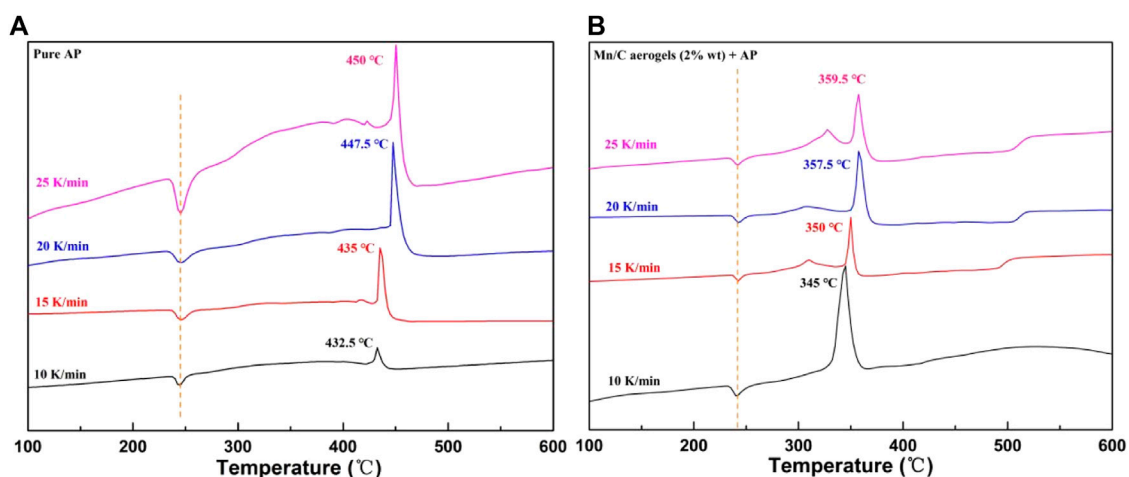 A
Pure AP
450 ℃
447.5 ℃
25 K/min
20 K/min
435 ℃
15 K/min
432.5 ℃
10 K/min
100 200 300 400 500 600
Temperature (℃)
B
Mn/C aerogels (2% wt) + AP
359.5 ℃
25 K/min
357.5 ℃
20 K/min
350 ℃
15 K/min
345 ℃
10 K/min
100 200 300 400 500 600
Temperature (℃)